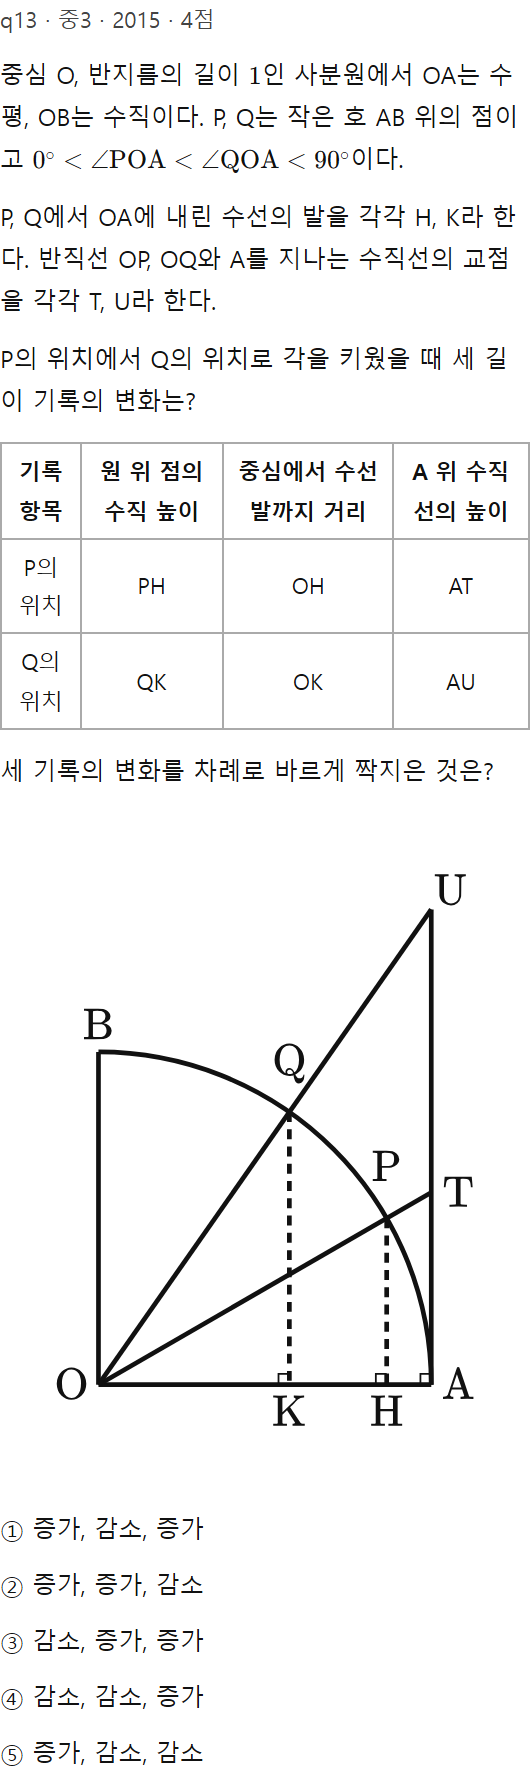 q13 · 중3 · 2015 · 4점
중심 O, 반지름의 길이 1인 사분원에서 OA는 수
평, OB는 수직이다. P, Q는 작은 호 AB 위의 점이
고 0° < ∠POA < ∠QOA < 90°이다.
P, Q에서 OA에 내린 수선의 발을 각각 H, K라 한
다. 반직선 OP, OQ와 A를 지나는 수직선의 교점
을 각각 T, U라 한다.
P의 위치에서 Q의 위치로 각을 키웠을 때 세 길
이 기록의 변화는?
기록 원 위 점의 중심에서 수선 A 위 수직
항목 수직 높이 발까지 거리 선의 높이
P의
위치 PH OH AT
Q의
위치 QK OK AU
세 기록의 변화를 차례로 바르게 짝지은 것은?
U
B
Q
P
T
O
A
K
H
① 증가, 감소, 증가
② 증가, 증가, 감소
③ 감소, 증가, 증가
④ 감소, 감소, 증가
⑤ 증가, 감소, 감소